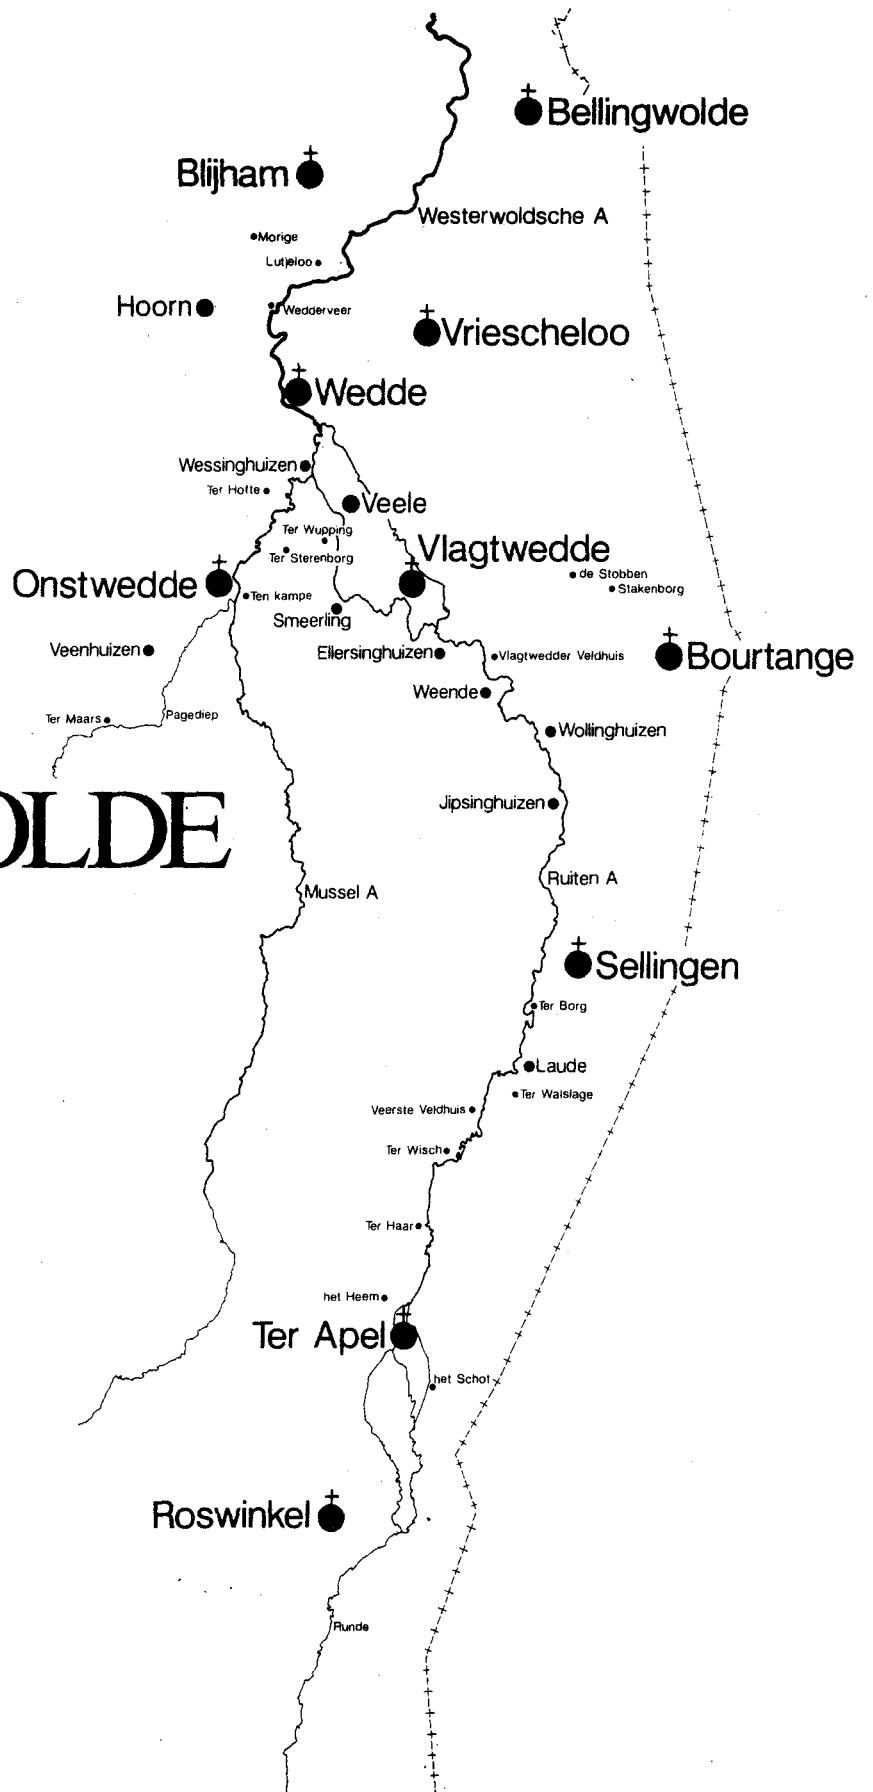 Bellingwolde
Blijham
Westerwoldsche A
Morige
Lutjeloo
Hoorn
Wedderveer
Vriescheloo
Wedde
Wessinghuizen
Ter Hofte
Veele
Ter Wupping
Vlagtwedde
Ter Sterenborg
de Stobben
Onstwedde
Stakenborg
Ten kampe
Smeerling
Veenhuizen
Ellersinghuizen
Vlagtwedder Veldhuis
Bourtange
Weende
Ter Maars
Pagediep
Wollinghuizen
Jipsinghuizen
OLDE
Ruiten A
Mussel A
Sellingen
Ter Borg
Laude
Ter Walslage
Veerste Veldhuis
Ter Wisch
Ter Haar
het Heem
Ter Apel
het Schot
Roswinkel
Runde